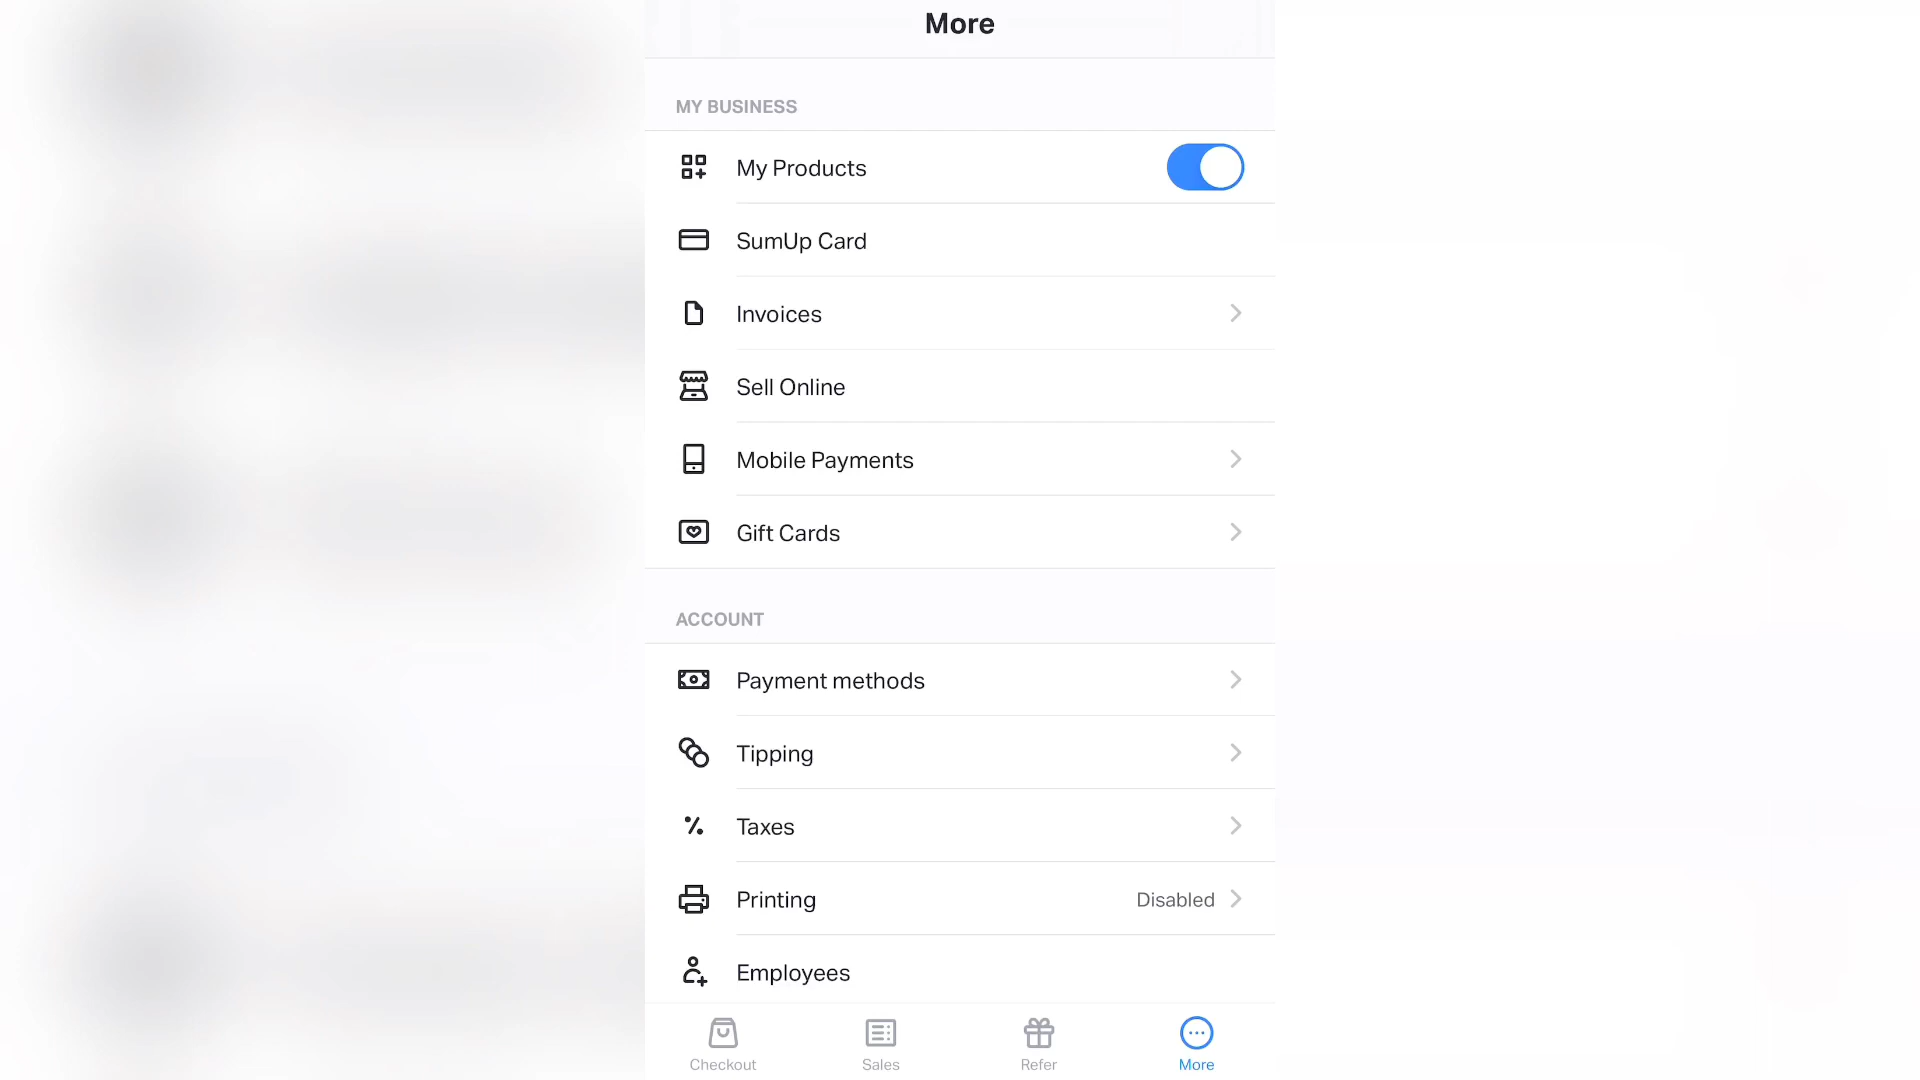 More
MY BUSINESS
My Products
SumUp Card
Invoices
Sell Online
Mobile Payments
Gift Cards
ACCOUNT
Payment methods
Tipping
Taxes
Printing Disabled
Employees
Checkout Sales Refer More